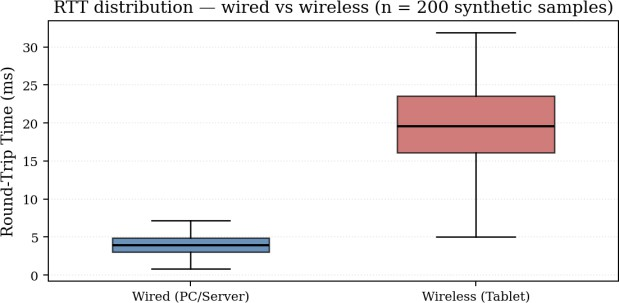 RTT distribution — wired vs wireless (n = 200 synthetic samples)
Round-Trip Time (ms)
30
25
20
15
10
5
0
Wired (PC/Server)
Wireless (Tablet)